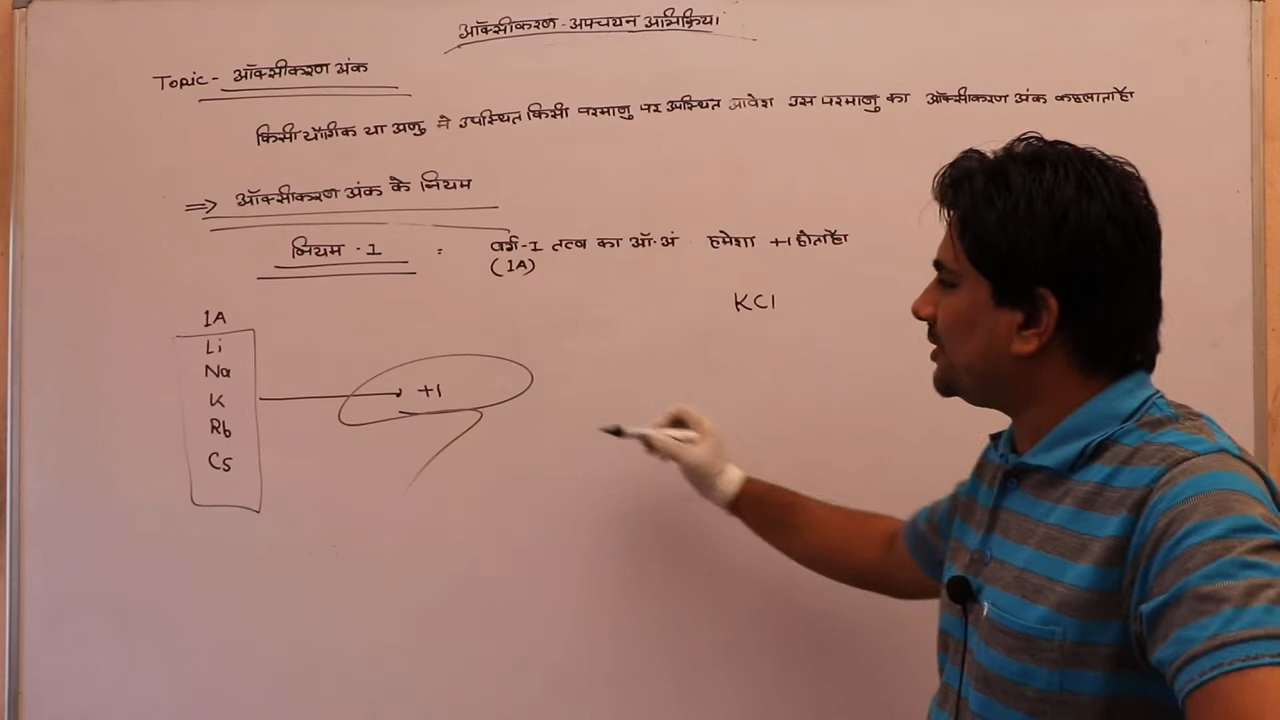 ऑक्सीकरण-अपचयन अभिक्रिया
Topic - ऑक्सीकरण अंक
किसी यौगिक या अणु मे उपस्थित किसी परमाणु पर उपस्थित आवेश उस परमाणु का ऑक्सीकरण अंक कहलाता है।
=> ऑक्सीकरण अंक के नियम
नियम - 1 : वर्ग-I तत्व का ऑ.अं हमेशा +1 होता है।
(1A)
KCl
1A
Li
Na
K +1
Rb
Cs